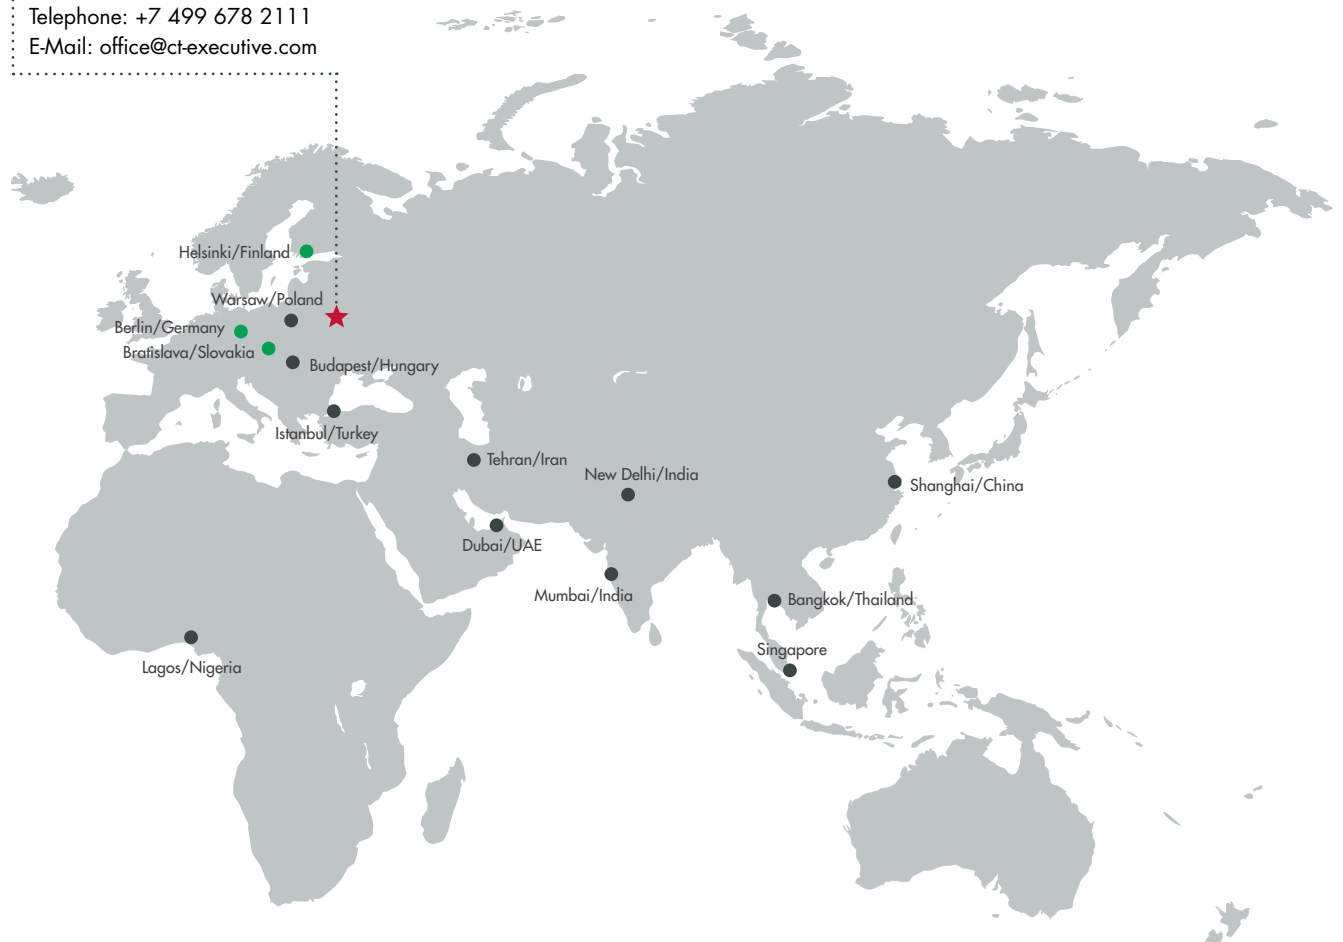 Telephone: +7 499 678 2111
E-Mail: office@ct-executive.com
Helsinki/Finland
Warsaw/Poland
Berlin/Germany
Bratislava/Slovakia
Budapest/Hungary
Istanbul/Turkey
Tehran/Iran
New Delhi/India
Shanghai/China
Dubai/UAE
Mumbai/India
Bangkok/Thailand
Singapore
Lagos/Nigeria